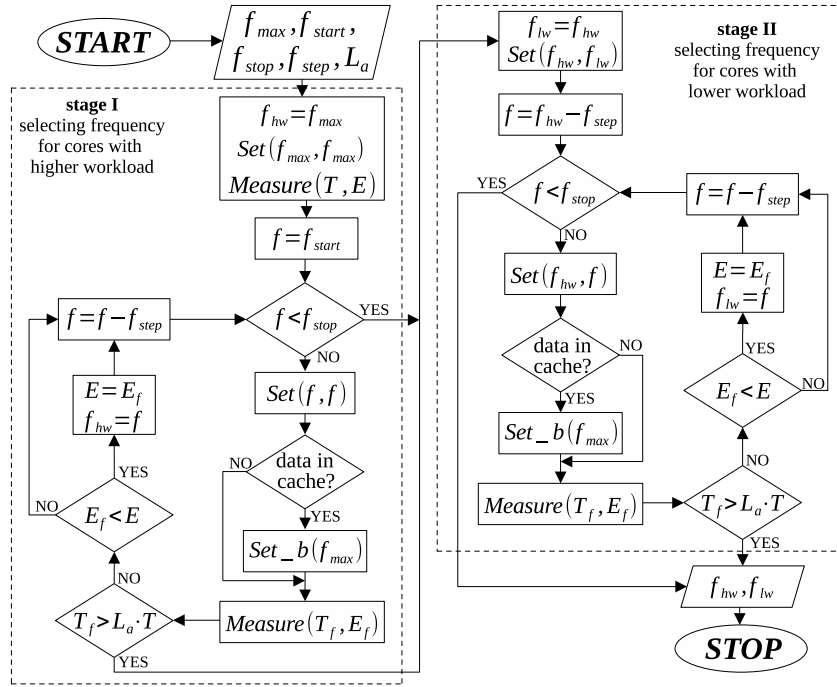 START
f_max, f_start,
f_stop, f_step, L_a
stage I
selecting frequency
for cores with
higher workload
f_hw=f_max
Set(f_max, f_max)
Measure(T, E)
f=f_start
f<f_stop
YES
NO
f=f−f_step
Set(f, f)
data in
cache?
NO
YES
Set_b(f_max)
Measure(T_f, E_f)
T_f>L_a·T
YES
NO
E_f<E
NO
YES
E=E_f
f_hw=f
stage II
selecting frequency
for cores with
lower workload
f_lw=f_hw
Set(f_hw, f_lw)
f=f_hw−f_step
f<f_stop
YES
NO
f=f−f_step
Set(f_hw, f)
data in
cache?
NO
YES
Set_b(f_max)
Measure(T_f, E_f)
T_f>L_a·T
NO
YES
E_f<E
YES
NO
E=E_f
f_lw=f
f_hw, f_lw
STOP